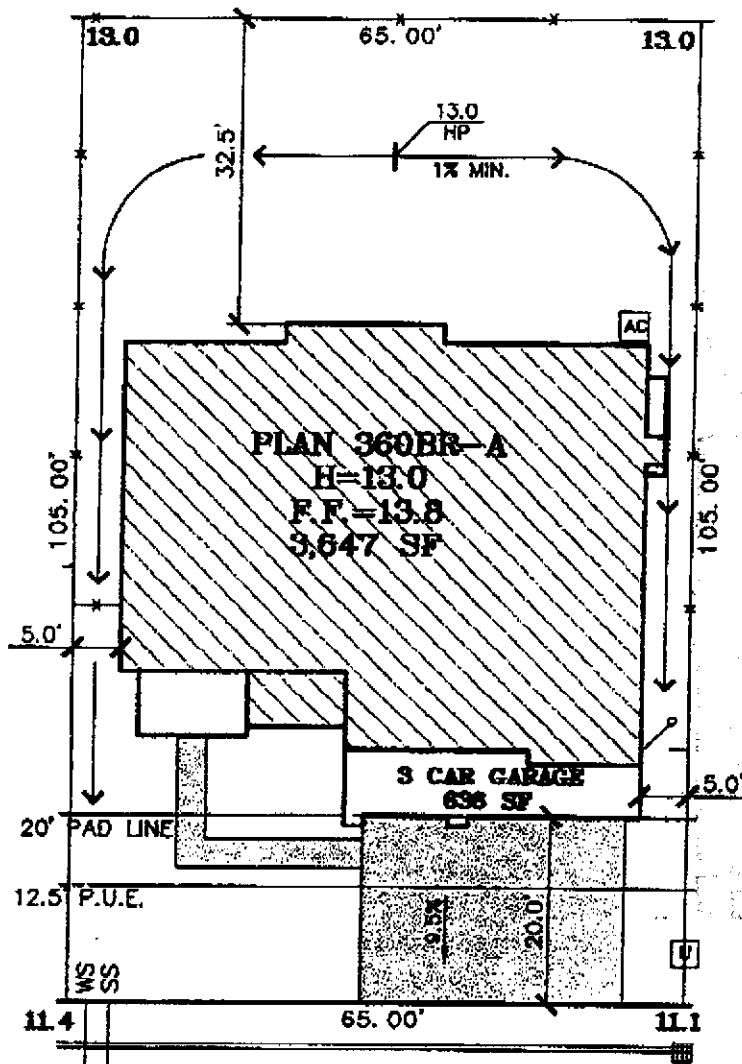 13.0
65.00'
13.0
32.5'
13.0
HP
1% MIN.
AC
PLAN 360BR-A
H=13.0
F.F.=13.8
3,647 SF
105.00'
105.00'
5.0'
3 CAR GARAGE
636 SF
5.0'
20' PAD LINE
12.5' P.U.E.
9.5%
20.0'
WS
SS
11.4
65.00'
11.1